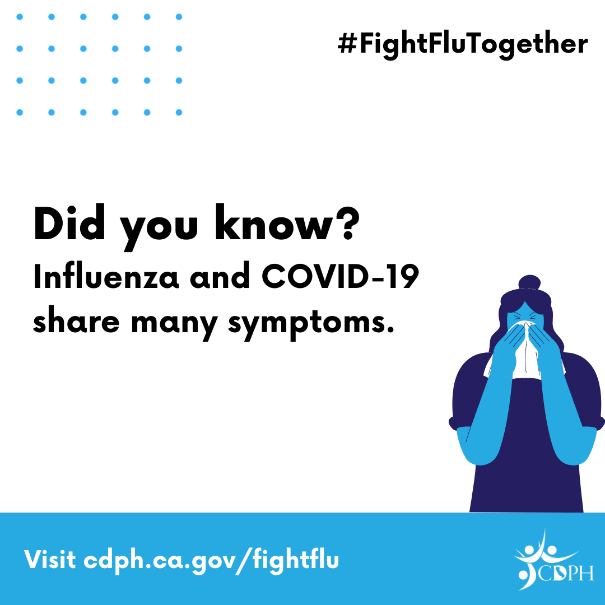 #FightFluTogether
Did you know?
Influenza and COVID-19
share many symptoms.
Visit cdph.ca.gov/fightflu
CDPH